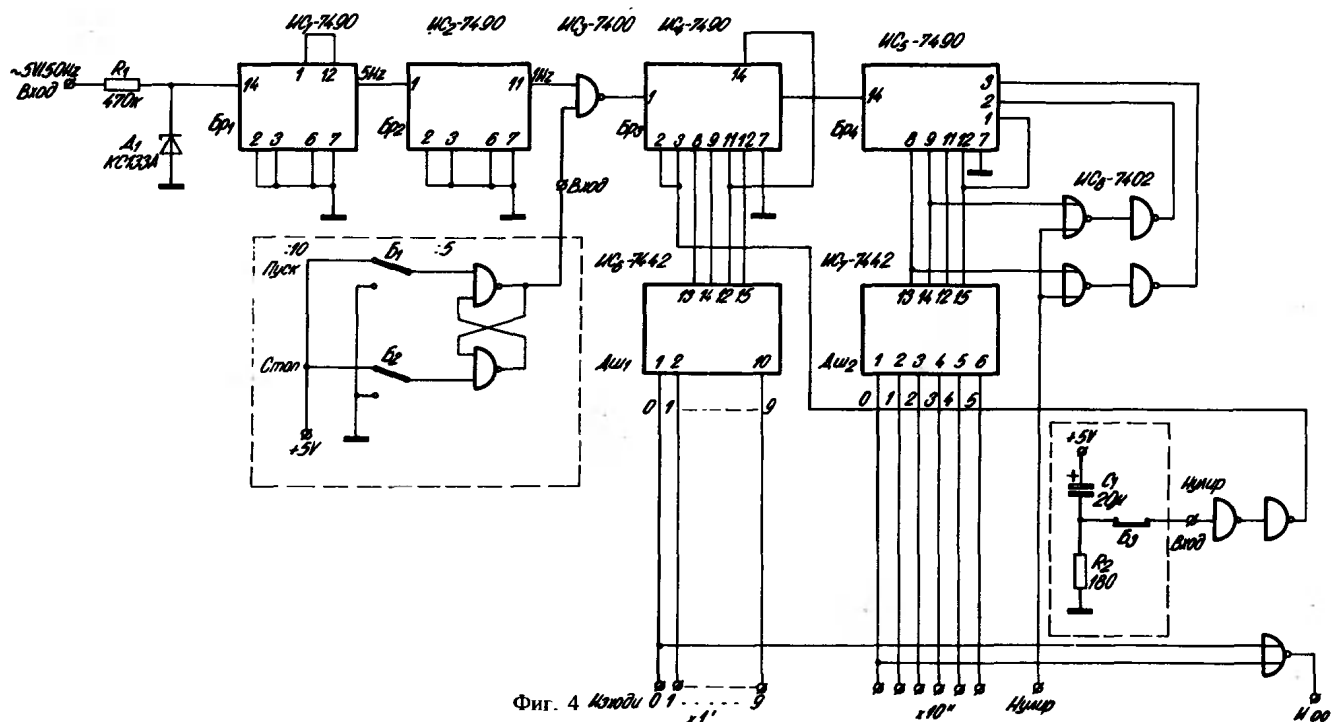 ИС1-7490
ИС2-7490
ИС3-7400
ИС4-7490
ИС5-7490
~5V/50Hz
Вход
R1
470к
Д1
КС133А
14
1
12
2
3
6
7
Бр1
5Hz
1
11
2
3
6
7
Бр2
1Hz
Вход
1
14
2
3
8
9
11
12
7
Бр3
14
3
2
1
8
9
11
12
7
Бр4
ИС8-7402
:10
Б1
:5
Пуск
Стоп
Б2
+5V
ИС6-7442
13
14
12
15
Дш1
1
2
10
0
1
9
ИС7-7442
13
14
12
15
Дш2
1
2
3
4
5
6
0
1
2
3
4
5
+5V
+
C1
20μ
R2
180
Б3
Нулир
Вход
Фиг. 4
Изходи 0 1 . . . . . 9
x1'
x10"
Нулир